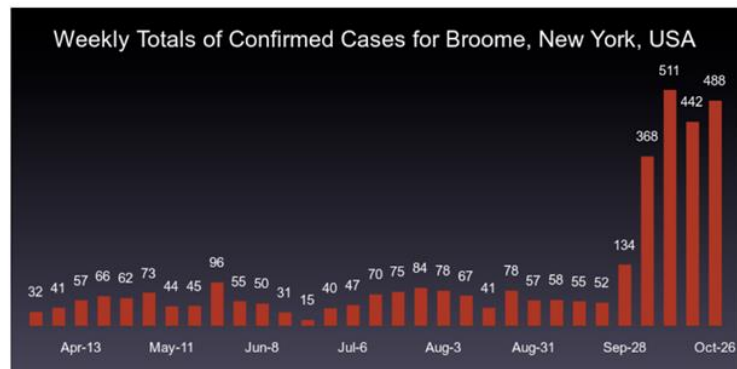 Weekly Totals of Confirmed Cases for Broome, New York, USA
32 41 57 66 62 73 44 45 96 55 50 31 15 40 47 70 75 84 78 67 41 78 57 58 55 52 134 368 511 442 488
Apr-13 May-11 Jun-8 Jul-6 Aug-3 Aug-31 Sep-28 Oct-26